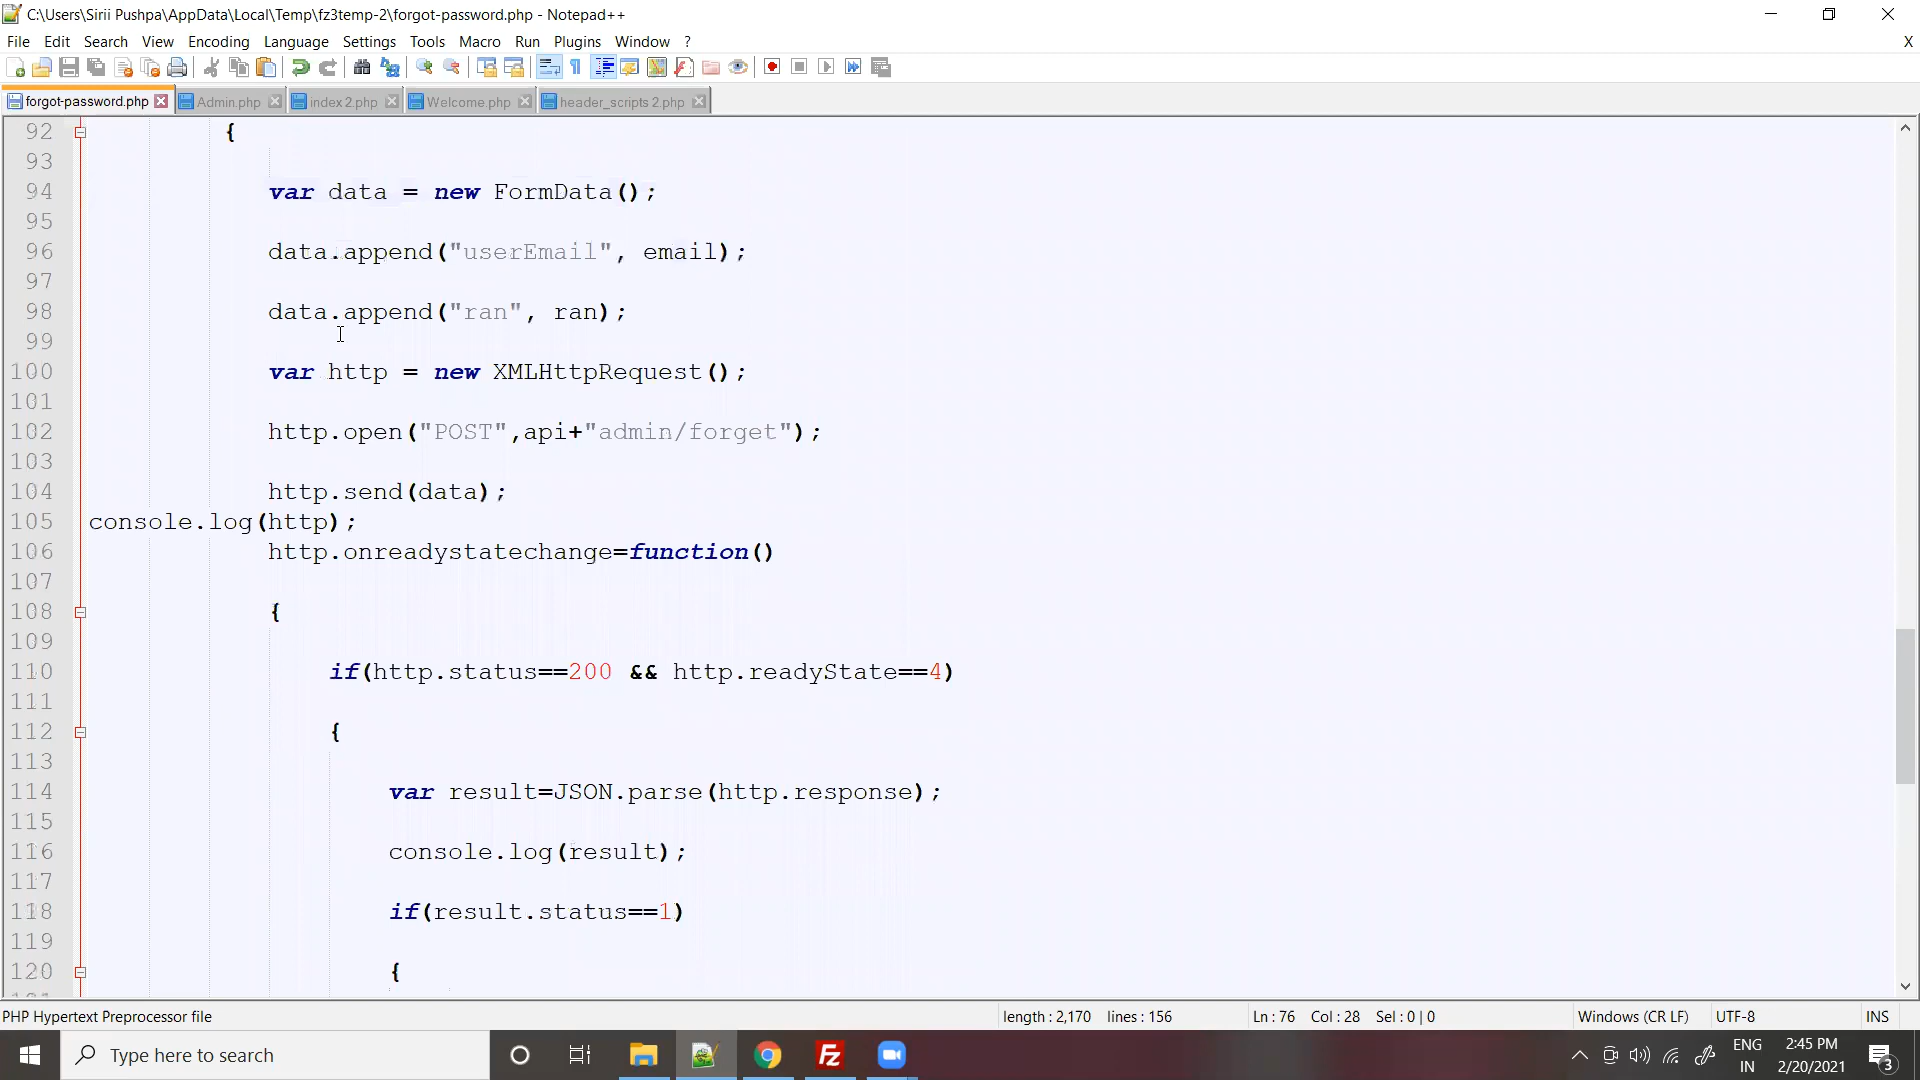 C:\Users\Sirii Pushpa\AppData\Local\Temp\fz3temp-2\forgot-password.php - Notepad++
File Edit Search View Encoding Language Settings Tools Macro Run Plugins Window ? X
forgot-password.php Admin.php index 2.php Welcome.php header_scripts 2.php
92 {
93
94 var data = new FormData();
95
96 data.append("userEmail", email);
97
98 data.append("ran", ran);
99
100 var http = new XMLHttpRequest();
101
102 http.open("POST",api+"admin/forget");
103
104 http.send(data);
105 console.log(http);
106 http.onreadystatechange=function()
107
108 {
109
110 if(http.status==200 && http.readyState==4)
111
112 {
113
114 var result=JSON.parse(http.response);
115
116 console.log(result);
117
118 if(result.status==1)
119
120 {
PHP Hypertext Preprocessor file length : 2,170 lines : 156 Ln : 76 Col : 28 Sel : 0 | 0 Windows (CR LF) UTF-8 INS
Type here to search
ENG 2:45 PM
IN 2/20/2021 3